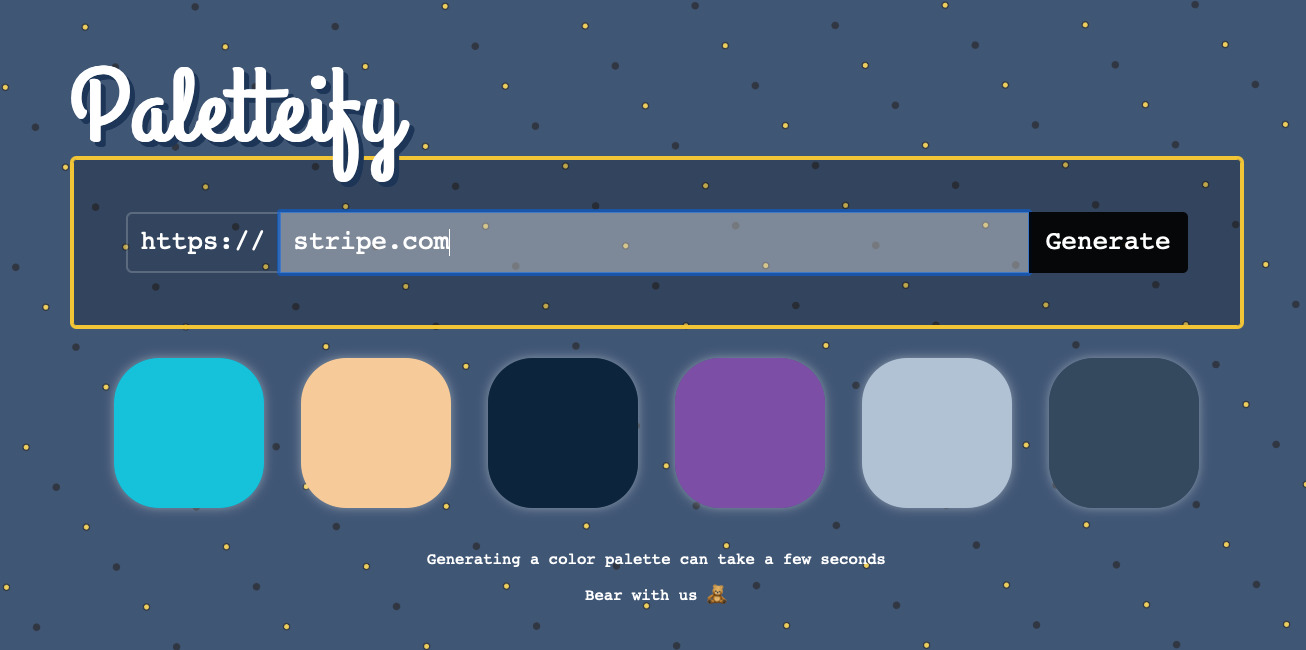 Paletteify
https:// stripe.com Generate
Generating a color palette can take a few seconds
Bear with us 🧸